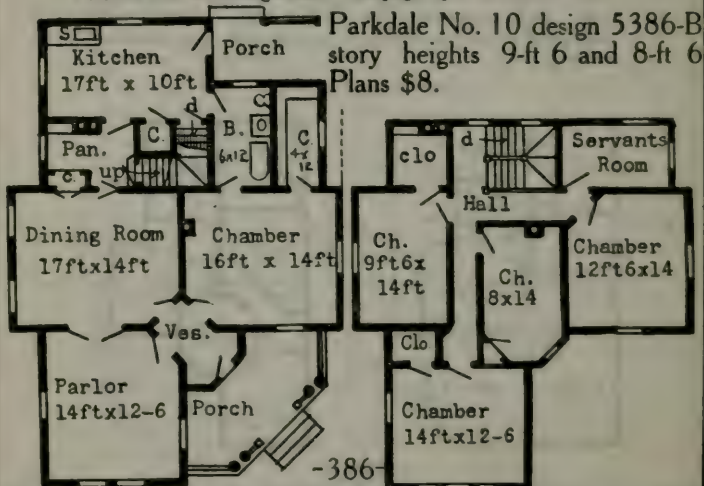 Parkdale No. 10 design 5386-B
story heights 9-ft 6 and 8-ft 6
Plans $8.
S
Kitchen
17ft x 10ft
Porch
d
C.
B.
6x12
C.
4x
12
Pan.
c.
up
Dining Room
17ftx14ft
Chamber
16ft x 14ft
Ves.
Parlor
14ftx12-6
Porch
clo
d
Servants
Room
Hall
Ch.
9ft6x
14ft
Ch.
8x14
Chamber
12ft6x14
Clo
Chamber
14ftx12-6
-386-